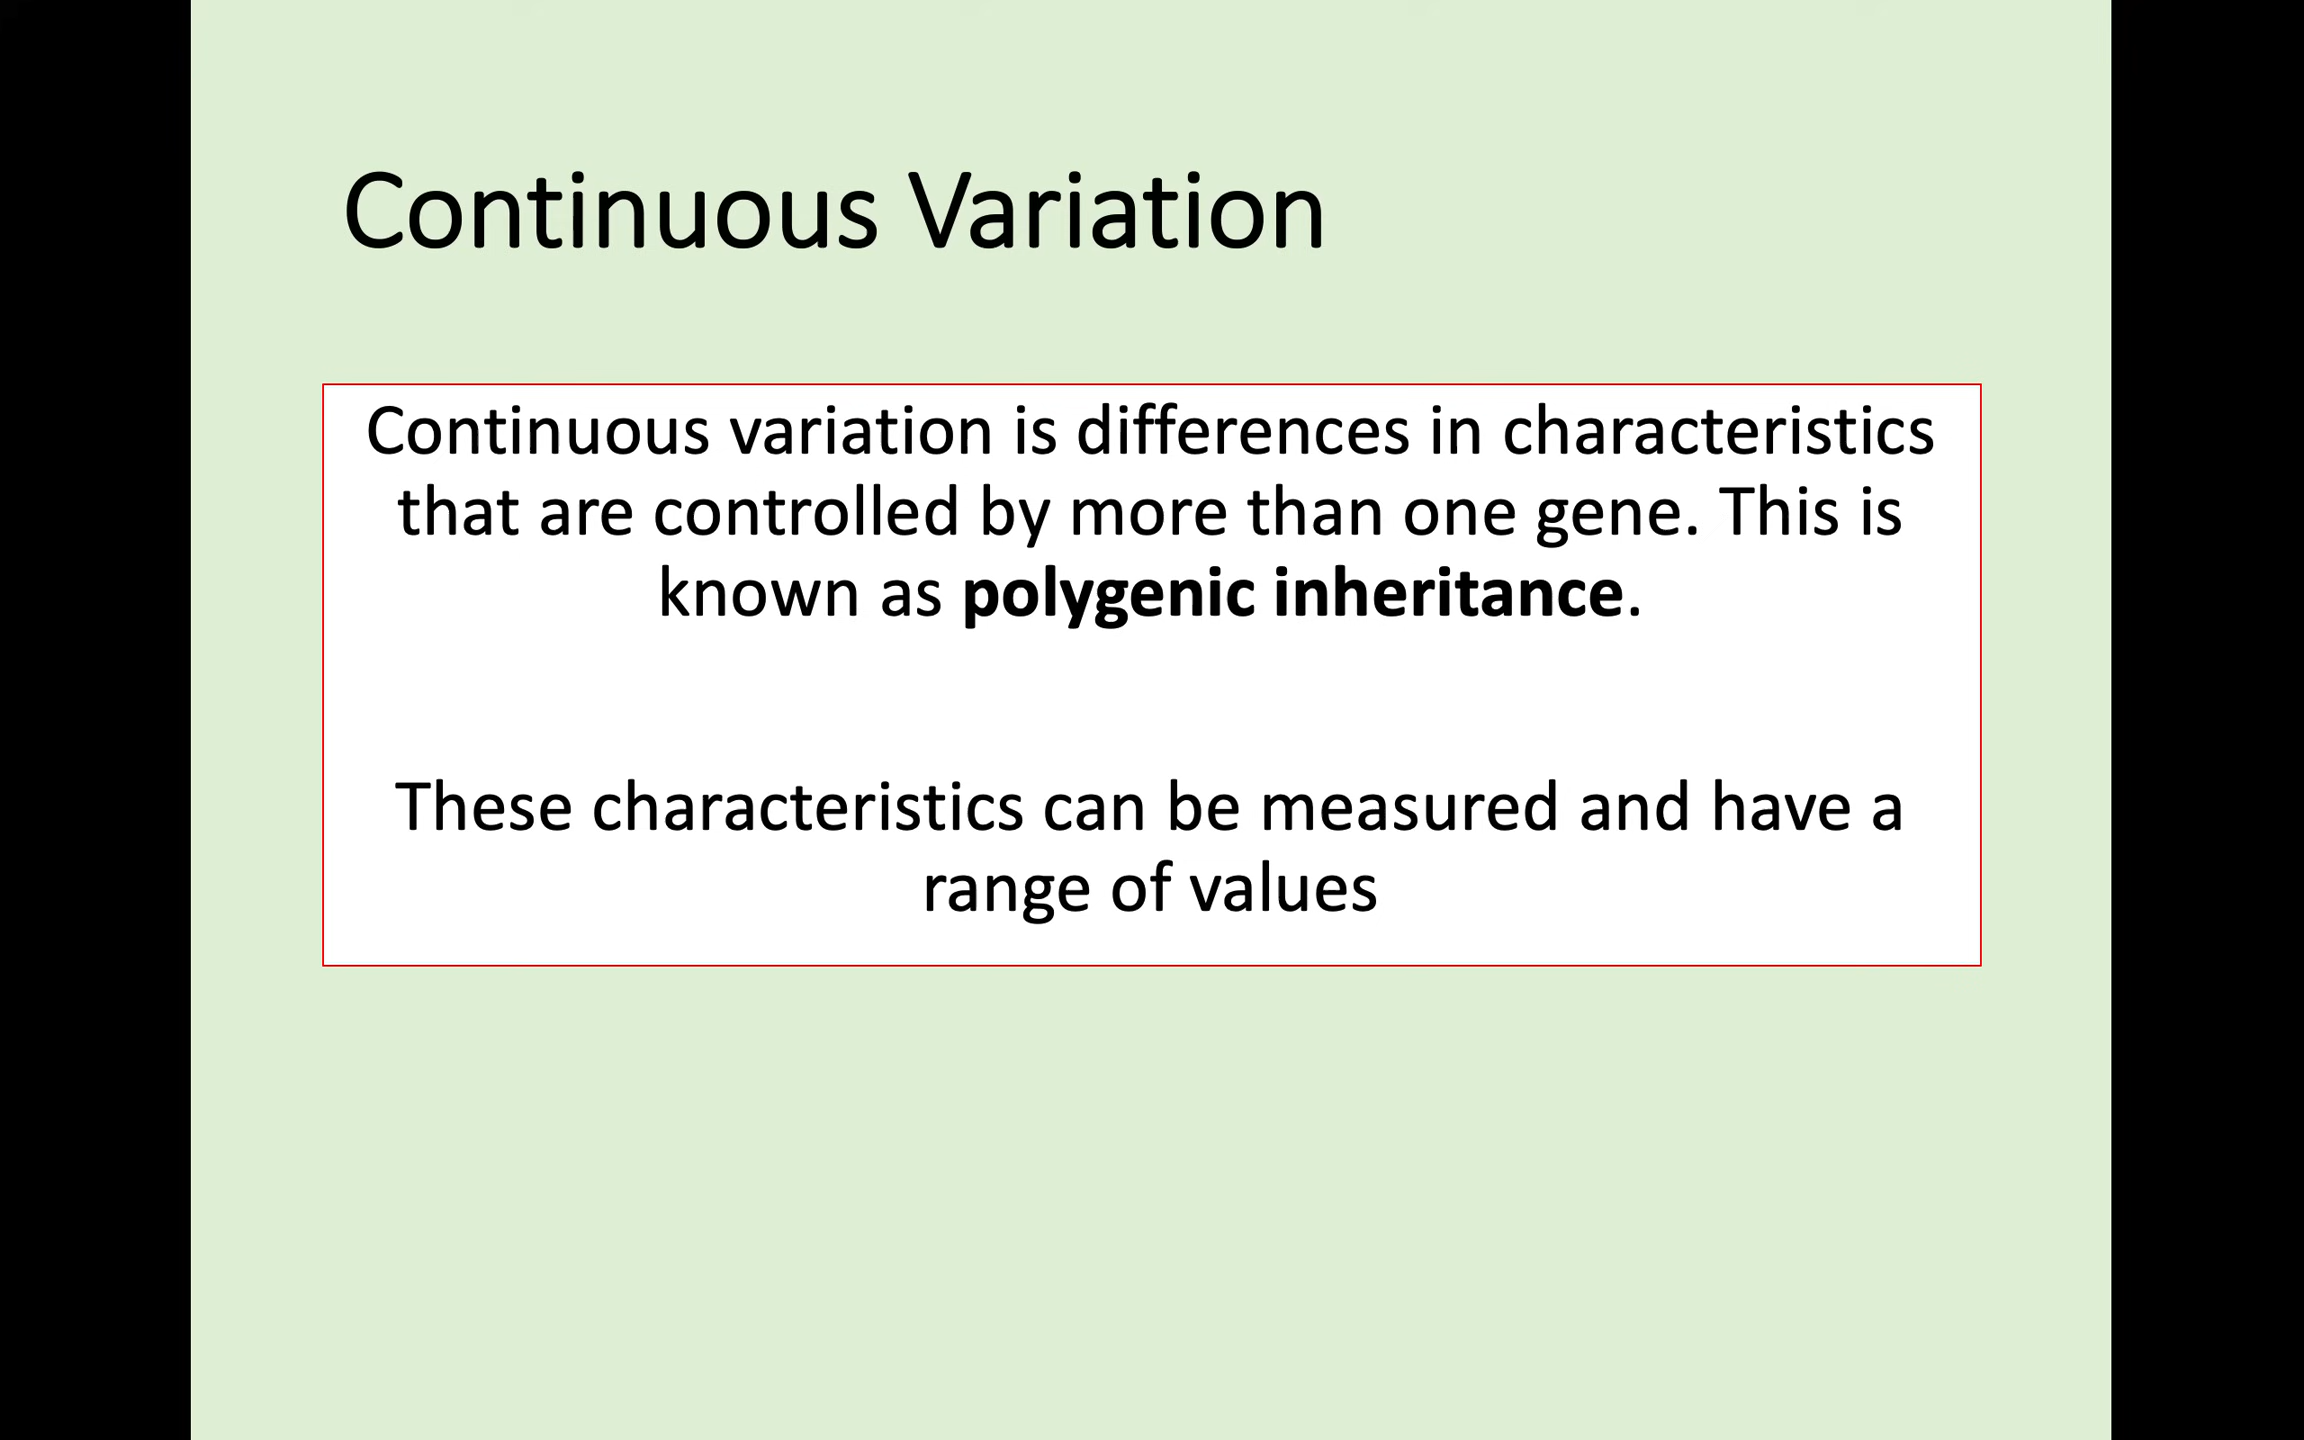 Continuous Variation
Continuous variation is differences in characteristics
that are controlled by more than one gene. This is
known as polygenic inheritance.
These characteristics can be measured and have a
range of values